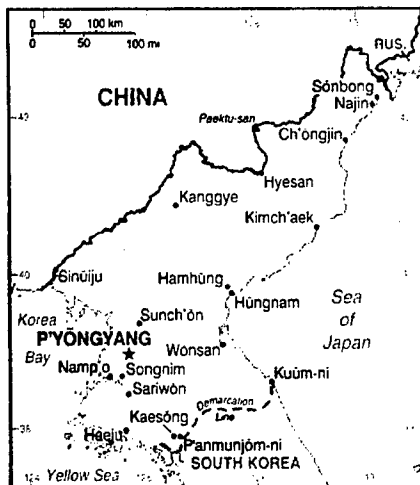 0 50 100 km
0 50 100 mi
RUS.
CHINA
Sŏnbong
Najin
Paektu-san
Ch'ŏngjin
Hyesan
Kanggye
Kimch'aek
40
Sinŭiju
Hamhŭng
Hŭngnam
Korea
Bay
Sea
of
Japan
Sunch'ŏn
P'YŎNGYANG
Wŏnsan
Namp'o
Songnim
Kuŭm-ni
Sariwŏn
Demarcation
Line
Kaesŏng
Haeju
Panmunjŏm-ni
SOUTH KOREA
Yellow Sea